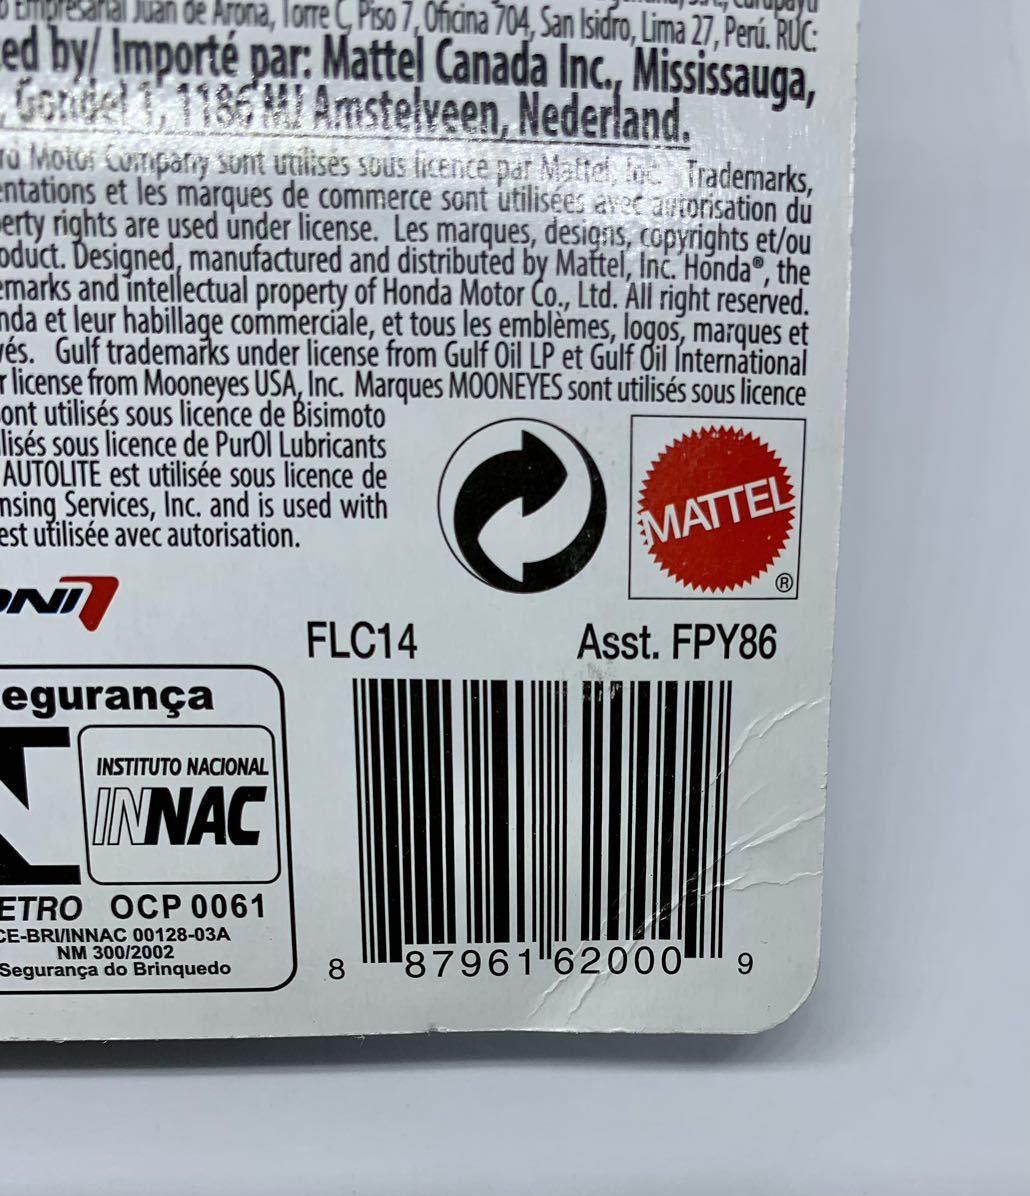 Empresarial Juan de Arona, Torre C, Piso 7, Oficina 704, San Isidro, Lima 27, Perú. RUC:
ed by/ Importé par: Mattel Canada Inc., Mississauga,
, Gondel 1, 1186 MJ Amstelveen, Nederland.
Motor Company sont utilisés sous licence par Mattel, Inc. Trademarks,
entations et les marques de commerce sont utilisées avec autorisation du
erty rights are used under license. Les marques, designs, copyrights et/ou
oduct. Designed, manufactured and distributed by Mattel, Inc. Honda®, the
emarks and intellectual property of Honda Motor Co., Ltd. All right reserved.
nda et leur habillage commerciale, et tous les emblèmes, logos, marques et
vés. Gulf trademarks under license from Gulf Oil LP et Gulf Oil International
r license from Mooneyes USA, Inc. Marques MOONEYES sont utilisés sous licence
ont utilisés sous licence de Bisimoto
lisés sous licence de PurOl Lubricants
AUTOLITE est utilisée sous licence de
nsing Services, Inc. and is used with
est utilisée avec autorisation.
MATTEL
®
FLC14 Asst. FPY86
egurança
INSTITUTO NACIONAL
INNAC
ETRO OCP 0061
CE-BRI/INNAC 00128-03A
NM 300/2002
Segurança do Brinquedo
8 87961 62000 9